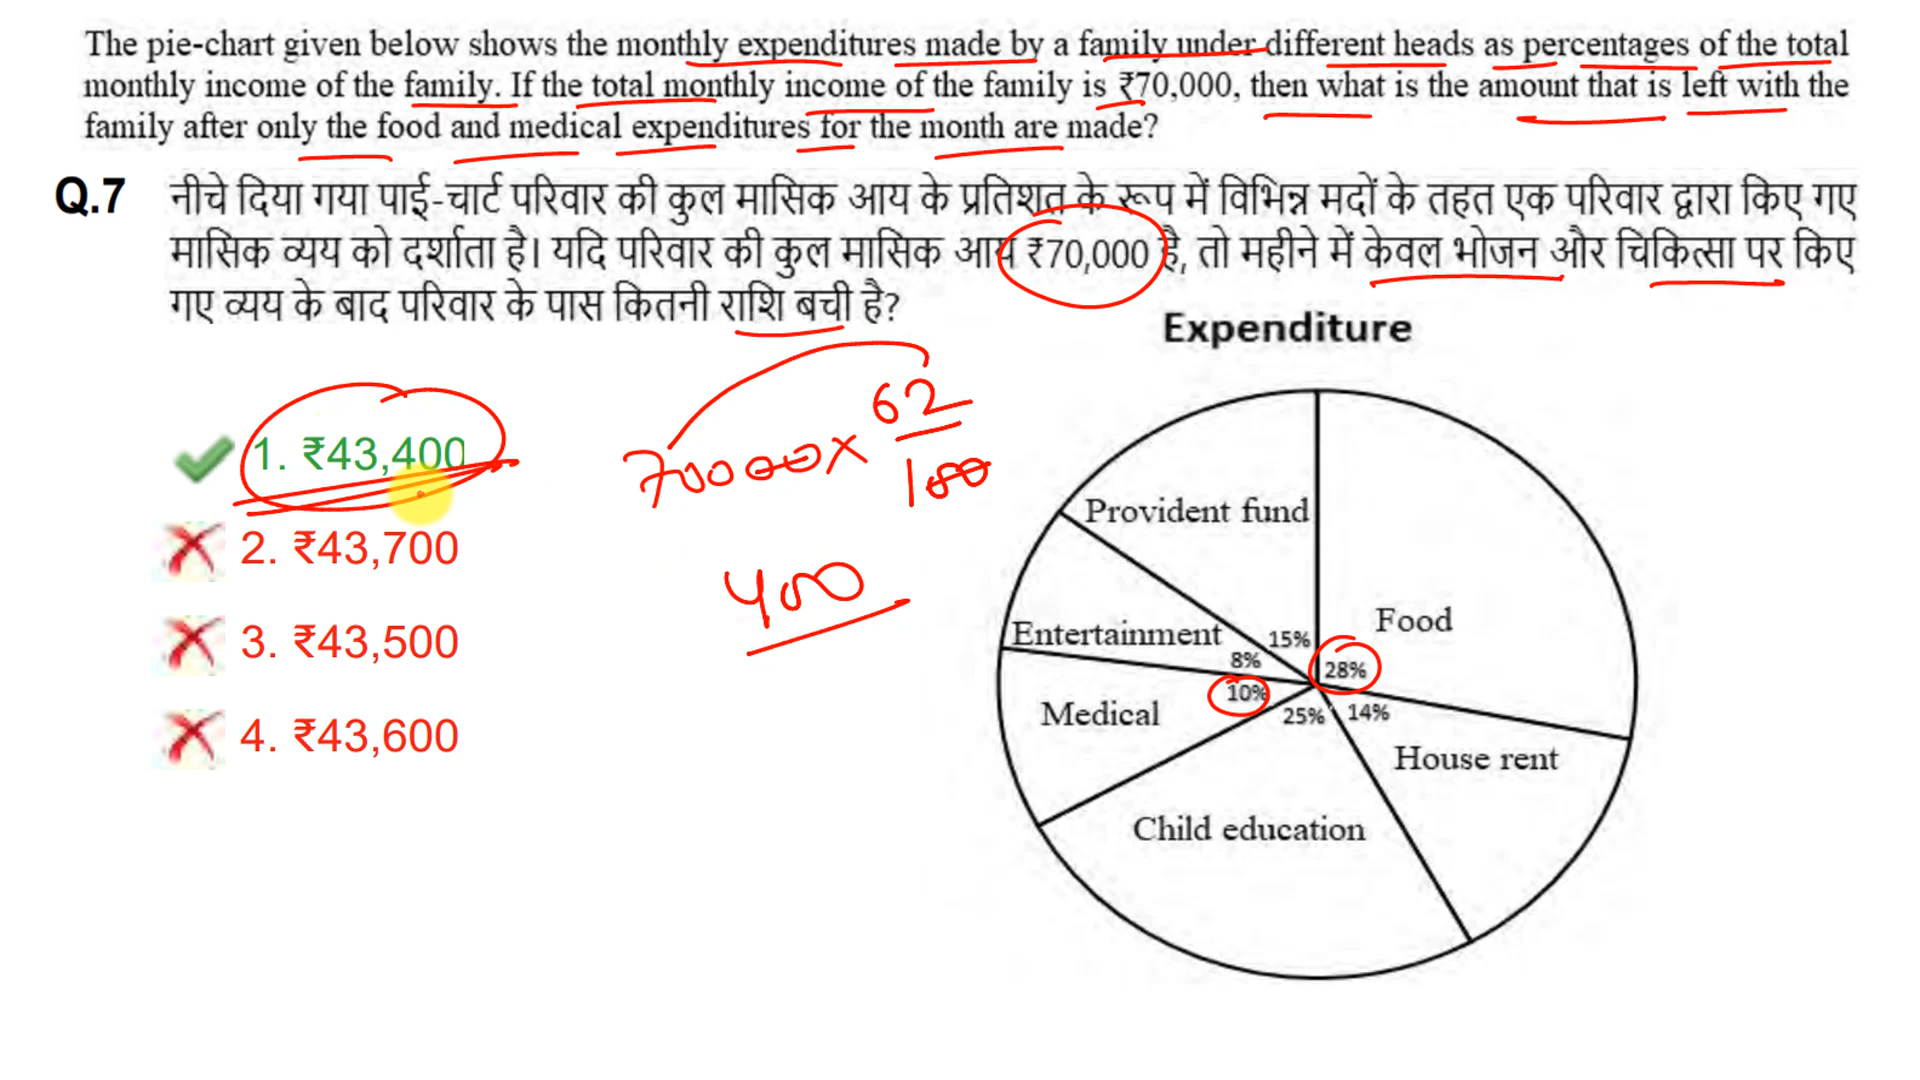 The pie-chart given below shows the monthly expenditures made by a family under different heads as percentages of the total
monthly income of the family. If the total monthly income of the family is ₹70,000, then what is the amount that is left with the
family after only the food and medical expenditures for the month are made?
Q.7 नीचे दिया गया पाई-चार्ट परिवार की कुल मासिक आय के प्रतिशत के रूप में विभिन्न मदों के तहत एक परिवार द्वारा किए गए
मासिक व्यय को दर्शाता है। यदि परिवार की कुल मासिक आय ₹70,000 है, तो महीने में केवल भोजन और चिकित्सा पर किए
गए व्यय के बाद परिवार के पास कितनी राशि बची है?
Expenditure
1. ₹43,400
2. ₹43,700
3. ₹43,500
4. ₹43,600
70000 × 62
100
400
Provident fund
15%
Food
28%
Entertainment
8%
Medical
10%
25%
14%
House rent
Child education